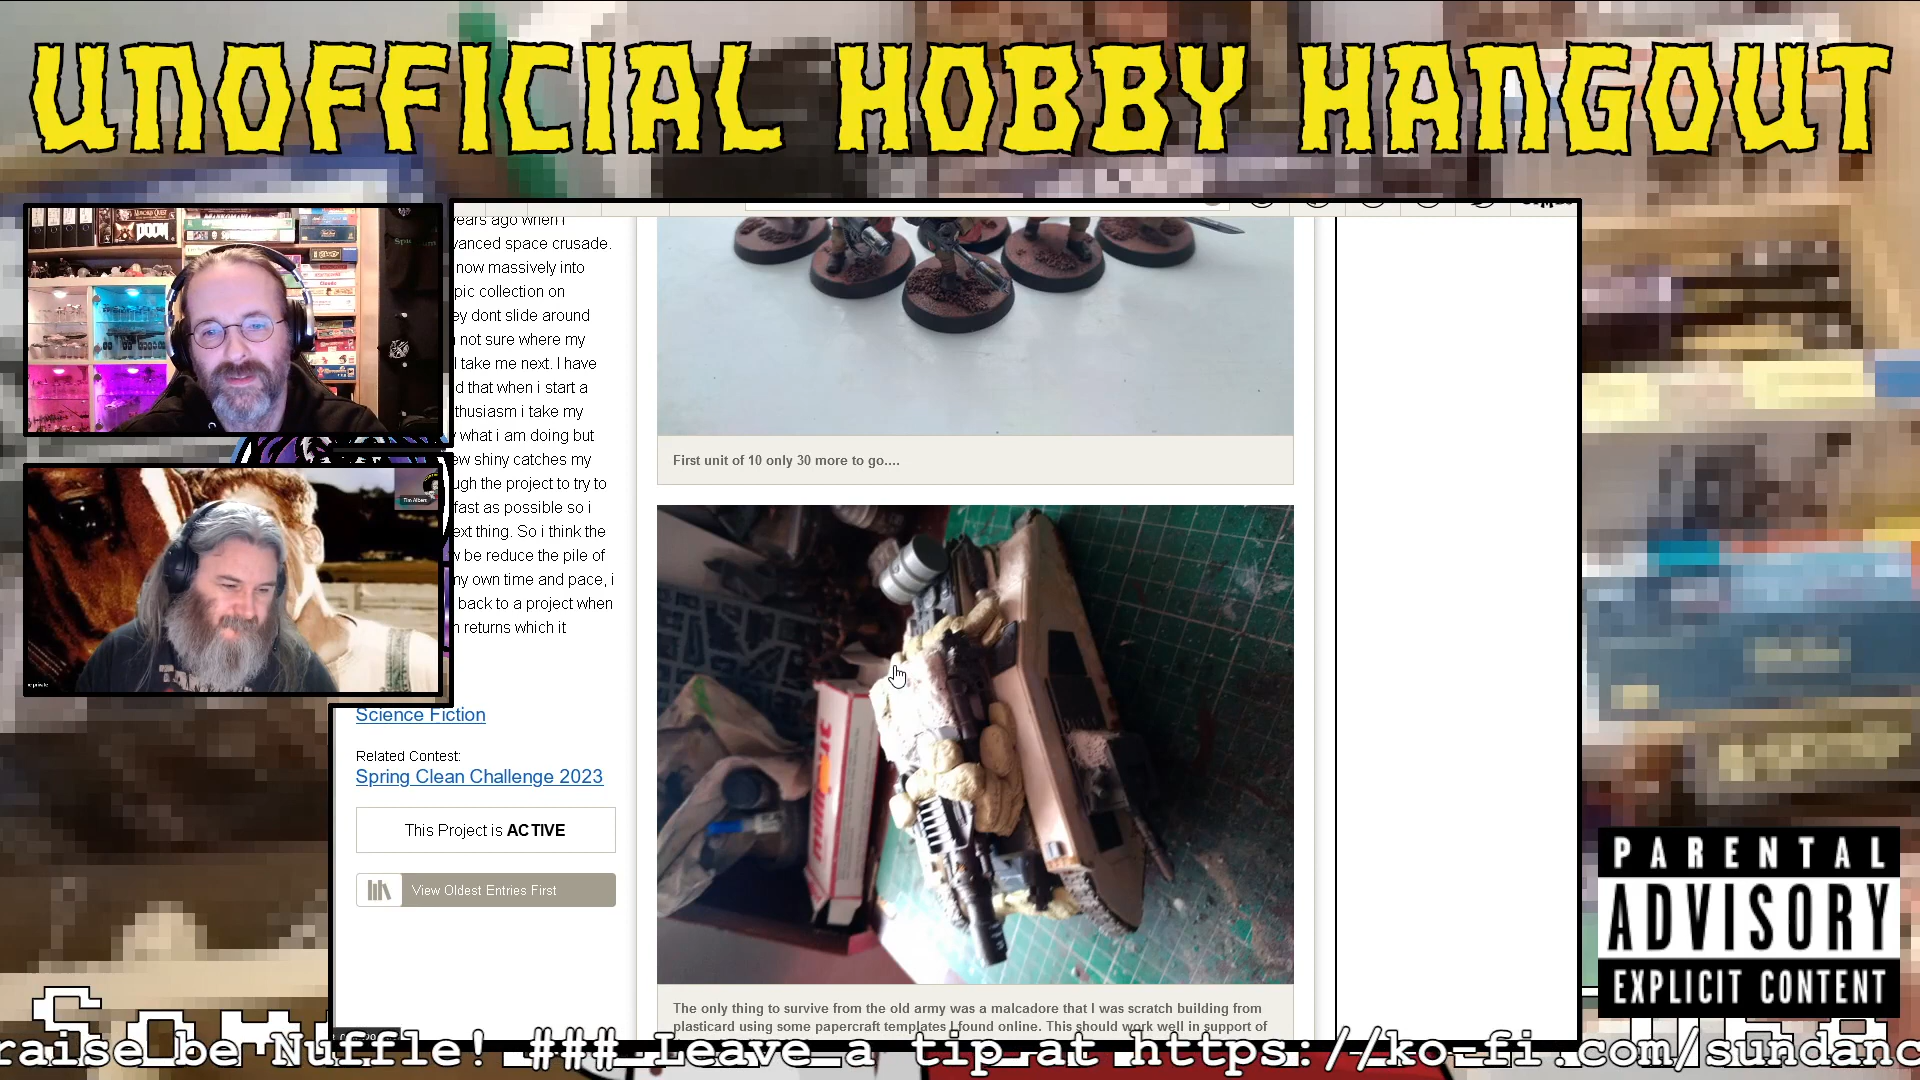 UNOFFICIAL HOBBY HANGOUT
years ago when I
vanced space crusade.
now massively into
pic collection on
ey dont slide around
not sure where my
take me next. I have
d that when i start a
thusiasm i take my
what i am doing but
ew shiny catches my
ugh the project to try to
fast as possible so i
ext thing. So i think the
w be reduce the pile of
my own time and pace, i
back to a project when
n returns which it
Science Fiction
Related Contest:
Spring Clean Challenge 2023
This Project is ACTIVE
View Oldest Entries First
DOOM
Tim Albers
First unit of 10 only 30 more to go....
The only thing to survive from the old army was a malcadore that I was scratch building from
plasticard using some papercraft templates I found online. This should work well in support of
PARENTAL
ADVISORY
EXPLICIT CONTENT
raise be Nuffle! ### Leave a tip at https://ko-fi.com/sundanc